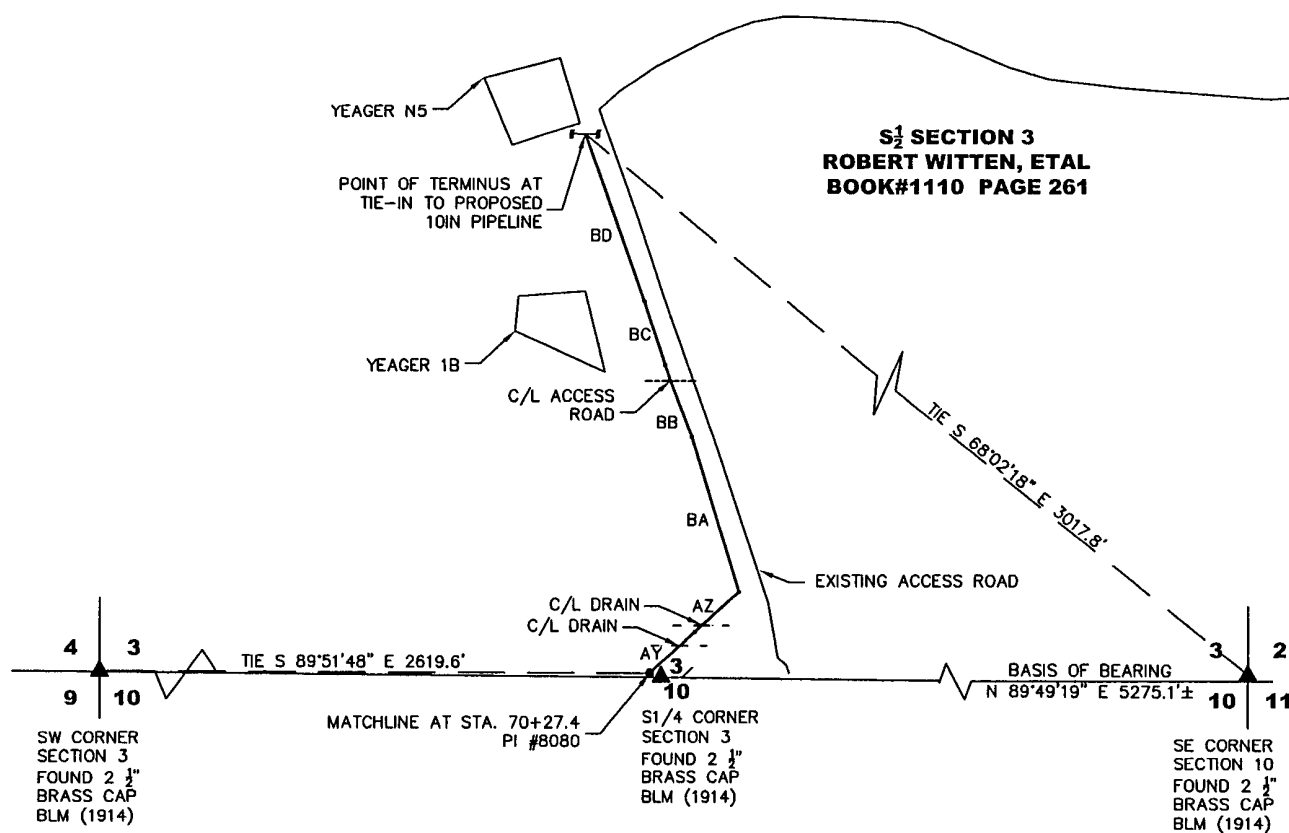 YEAGER N5
S½ SECTION 3
ROBERT WITTEN, ETAL
BOOK#1110 PAGE 261
POINT OF TERMINUS AT
TIE-IN TO PROPOSED
10IN PIPELINE
BD
BC
YEAGER 1B
C/L ACCESS
ROAD
BB
TIE S 68°02'18" E 3017.8'
BA
EXISTING ACCESS ROAD
C/L DRAIN
AZ
C/L DRAIN
AY
4 3
9 10
TIE S 89°51'48" E 2619.6'
3
10
BASIS OF BEARING
N 89°49'19" E 5275.1'±
3 2
10 11
MATCHLINE AT STA. 70+27.4
PI #8080
SW CORNER
SECTION 3
FOUND 2 ½"
BRASS CAP
BLM (1914)
S1/4 CORNER
SECTION 3
FOUND 2 ½"
BRASS CAP
BLM (1914)
SE CORNER
SECTION 10
FOUND 2 ½"
BRASS CAP
BLM (1914)